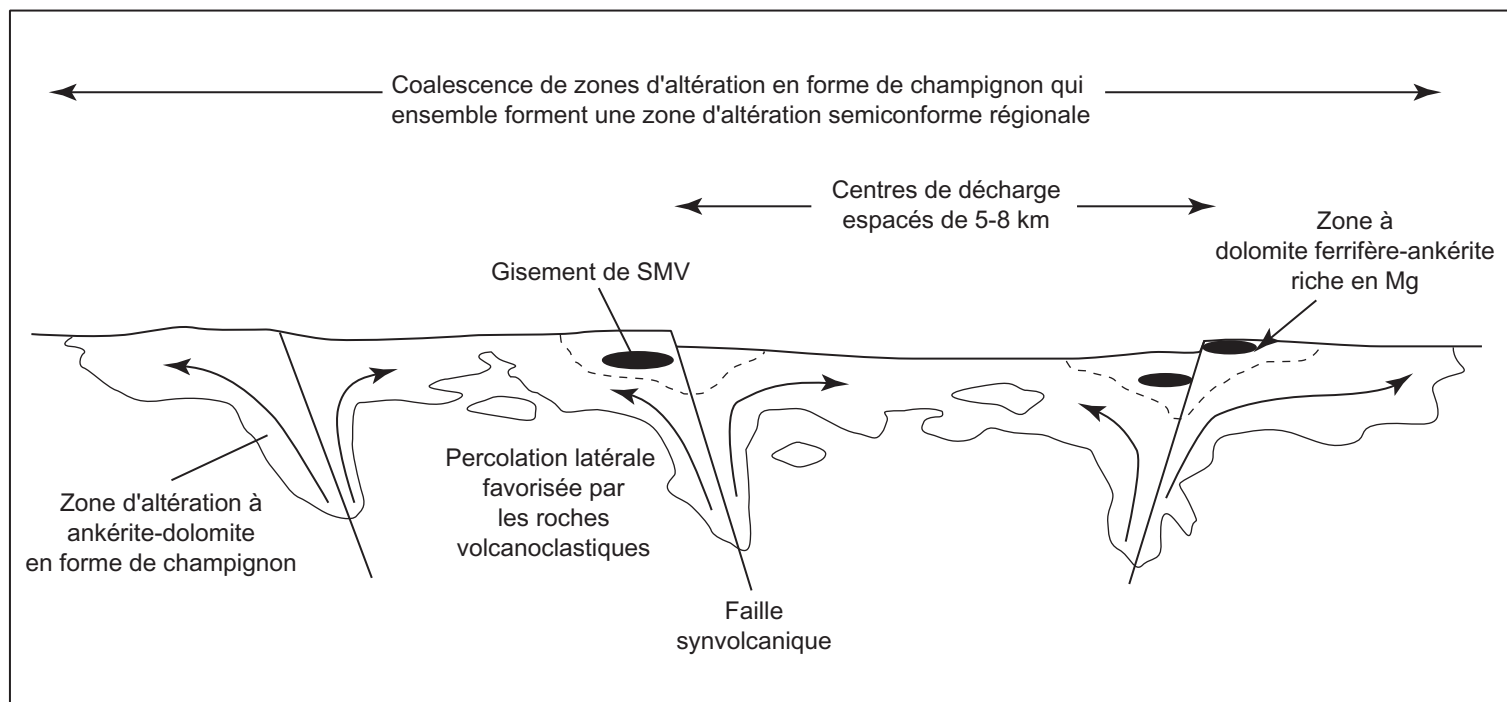 Coalescence de zones d'altération en forme de champignon qui
ensemble forment une zone d'altération semiconforme régionale
Centres de décharge
espacés de 5-8 km
Zone à
dolomite ferrifère-ankérite
riche en Mg
Gisement de SMV
Percolation latérale
favorisée par
les roches
volcanoclastiques
Zone d'altération à
ankérite-dolomite
en forme de champignon
Faille
synvolcanique